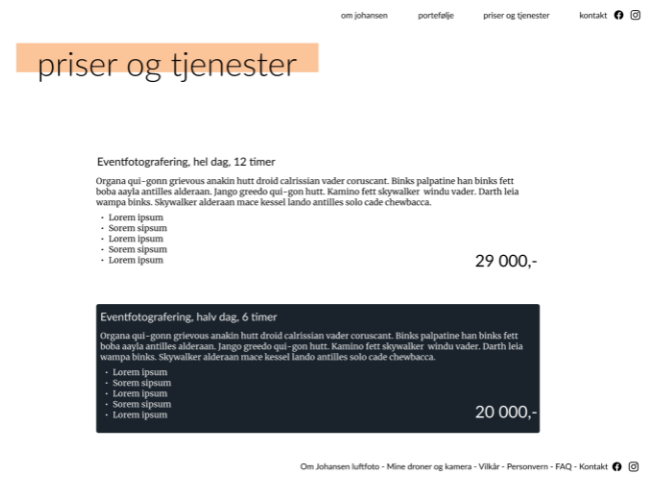 om johansen portefølje priser og tjenester kontakt
priser og tjenester
Eventfotografering, hel dag, 12 timer
Organa qui-gonn grievous anakin hutt droid calrissian vader coruscant. Binks palpatine han binks fett
boba aayla antilles alderaan. Jango greedo qui-gon hutt. Kamino fett skywalker windu vader. Darth leia
wampa binks. Skywalker alderaan mace kessel lando antilles solo cade chewbacca.
• Lorem ipsum
• Sorem sipsum
• Lorem ipsum
• Sorem sipsum
• Lorem ipsum
29 000,-
Eventfotografering, halv dag, 6 timer
Organa qui-gonn grievous anakin hutt droid calrissian vader coruscant. Binks palpatine han binks fett
boba aayla antilles alderaan. Jango greedo qui-gon hutt. Kamino fett skywalker windu vader. Darth leia
wampa binks. Skywalker alderaan mace kessel lando antilles solo cade chewbacca.
• Lorem ipsum
• Sorem sipsum
• Lorem ipsum
• Sorem sipsum
• Lorem ipsum
20 000,-
Om Johansen luftfoto - Mine droner og kamera - Vilkår - Personvern - FAQ - Kontakt